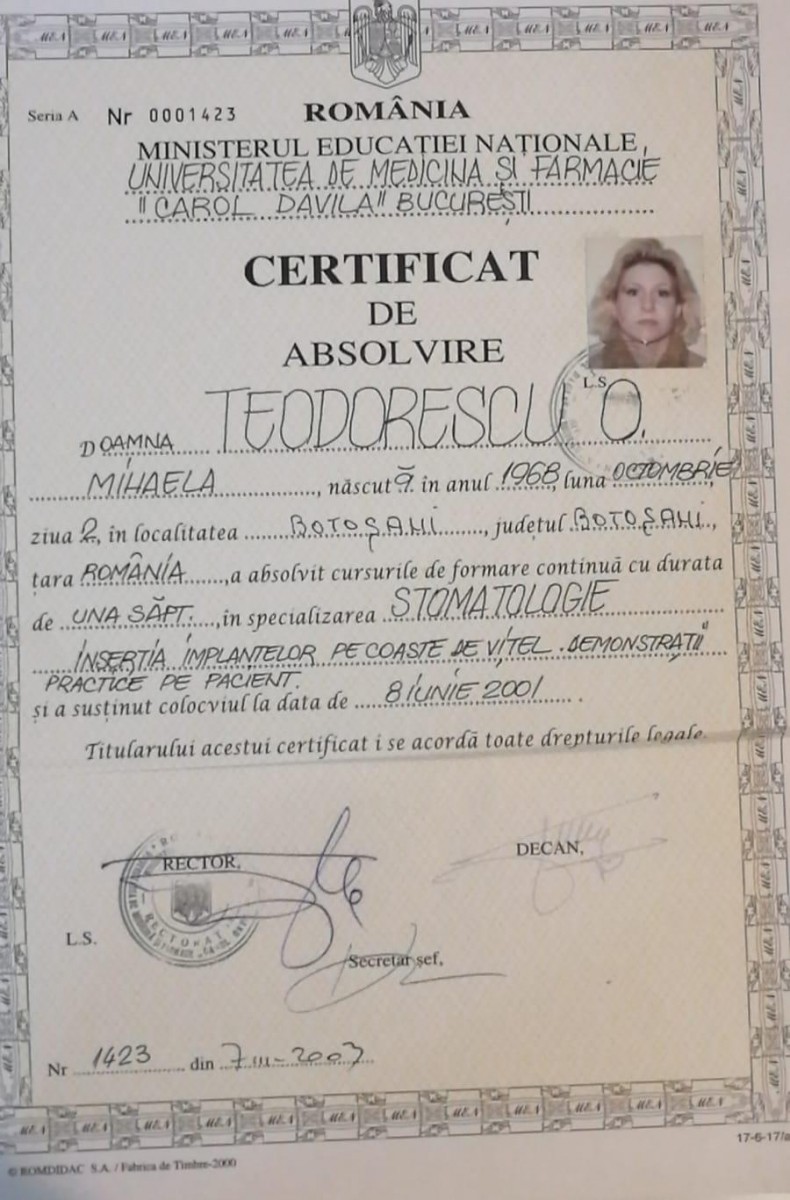 Seria A Nr 0001423 ROMÂNIA
MINISTERUL EDUCAȚIEI NAȚIONALE
UNIVERSITATEA DE MEDICINA ȘI FARMACIE
"CAROL DAVILA" BUCUREȘTI
CERTIFICAT
DE
ABSOLVIRE
L.S.
DOAMNA TEODORESCU O.
MIHAELA, născut ă în anul 1968, luna OCTOMBRIE,
ziua 2, în localitatea BOTOȘANI, județul BOTOȘANI,
țara ROMÂNIA, a absolvit cursurile de formare continuă cu durata
de UNA SĂPT., în specializarea STOMATOLOGIE
"INSERȚIA IMPLANTELOR PE COASTE DE VIȚEL. DEMONSTRAȚII
PRACTICE PE PACIENT.
și a susținut colocviul la data de 8 IUNIE 2001.
Titularului acestui certificat i se acordă toate drepturile legale.
RECTOR, DECAN,
RECTORAT
L.S.
Secretar șef,
Nr 1423 din 7-III-2003
17-6-17/a
© ROMDIDAC S.A. / Fabrica de Timbre-2000